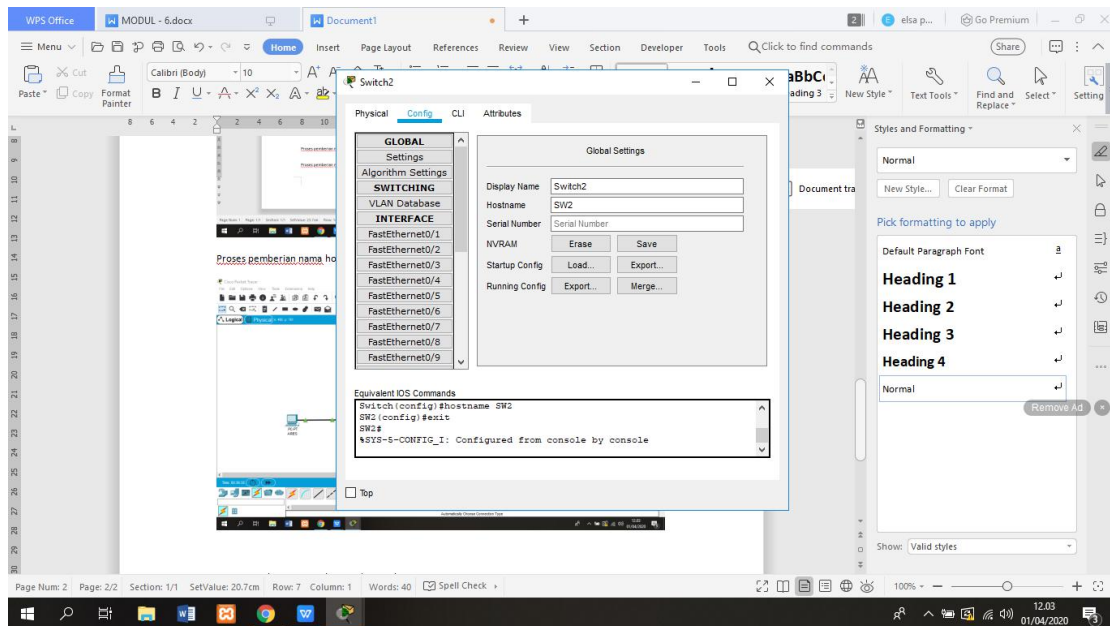 WPS Office
MODUL - 6.docx
Document1
+
2
elsa p...
Go Premium
Menu
Home
Insert
Page Layout
References
Review
View
Section
Developer
Tools
Click to find commands
Share
Paste
Cut
Copy
Format Painter
Calibri (Body)
10
New Style
Text Tools
Find and Replace
Select
Setting
Switch2
Physical
Config
CLI
Attributes
GLOBAL
Settings
Algorithm Settings
SWITCHING
VLAN Database
INTERFACE
FastEthernet0/1
FastEthernet0/2
FastEthernet0/3
FastEthernet0/4
FastEthernet0/5
FastEthernet0/6
FastEthernet0/7
FastEthernet0/8
FastEthernet0/9
Global Settings
Display Name Switch2
Hostname SW2
Serial Number Serial Number
NVRAM Erase Save
Startup Config Load... Export...
Running Config Export... Merge...
Equivalent IOS Commands
Switch(config)#hostname SW2
SW2(config)#exit
SW2#
%SYS-5-CONFIG_I: Configured from console by console
Top
Proses pemberian nama ho
Logical
Physical
Document tra
Styles and Formatting
Normal
New Style...
Clear Format
Pick formatting to apply
Default Paragraph Font a
Heading 1
Heading 2
Heading 3
Heading 4
Normal
Remove Ad
Show: Valid styles
Page Num: 2 Page: 2/2 Section: 1/1 SetValue: 20.7cm Row: 7 Column: 1 Words: 40 Spell Check
100%
12.03
01/04/2020